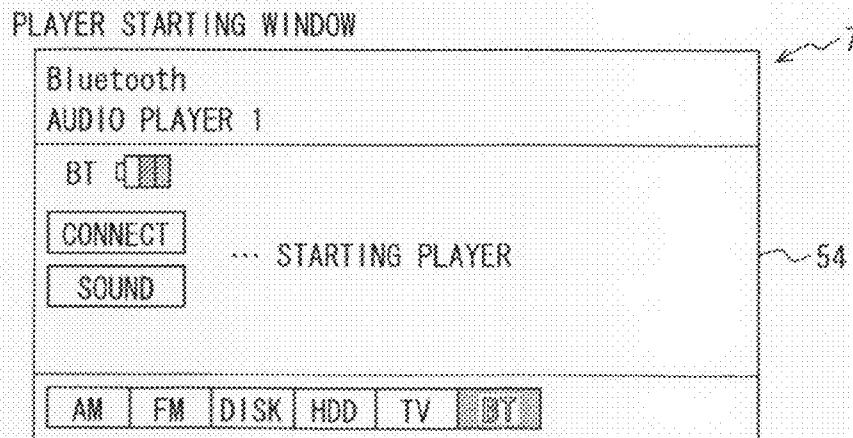 PLAYER STARTING WINDOW
7
Bluetooth
AUDIO PLAYER 1
BT
CONNECT
... STARTING PLAYER
54
SOUND
AM FM DISK HDD TV BT